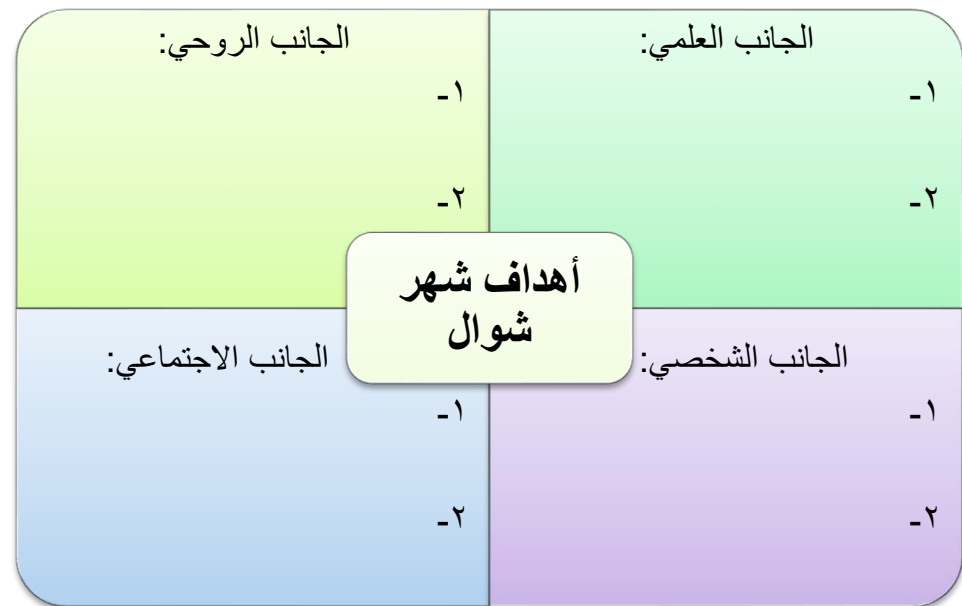 الجانب العلمي:
١-
٢-
الجانب الروحي:
١-
٢-
أهداف شهر
شوال
الجانب الشخصي:
١-
٢-
الجانب الاجتماعي:
١-
٢-